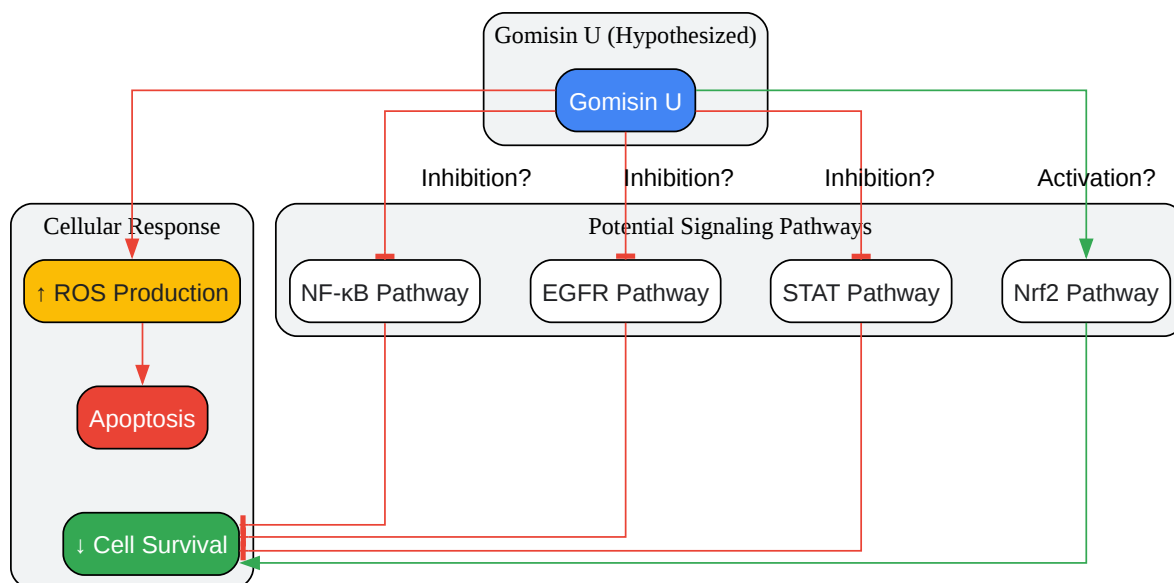 Gomisin U (Hypothesized)
Gomisin U
Inhibition?
Inhibition?
Inhibition?
Activation?
Cellular Response
Potential Signaling Pathways
↑ ROS Production
NF-κB Pathway
EGFR Pathway
STAT Pathway
Nrf2 Pathway
Apoptosis
↓ Cell Survival